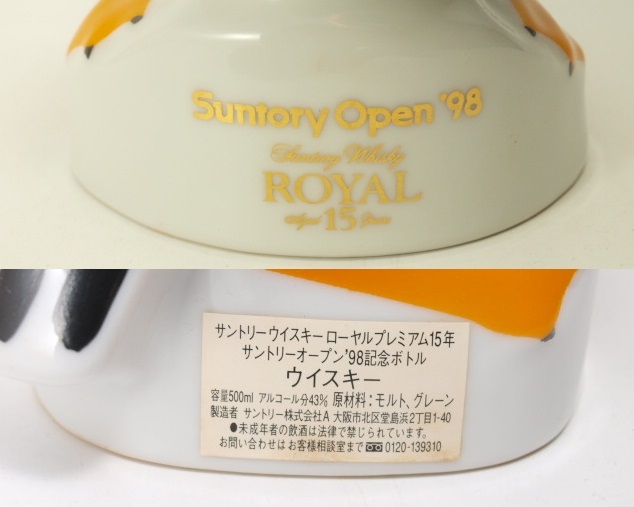 Suntory Open '98
Suntory Whisky
ROYAL
Aged 15 Years
サントリーウイスキーローヤルプレミアム15年
サントリーオープン'98記念ボトル
ウイスキー
容量500ml アルコール分43% 原材料：モルト、グレーン
製造者 サントリー株式会社A 大阪市北区堂島浜2丁目1-40
●未成年者の飲酒は法律で禁じられています。
お問い合わせは お客様相談室まで 0120-139310